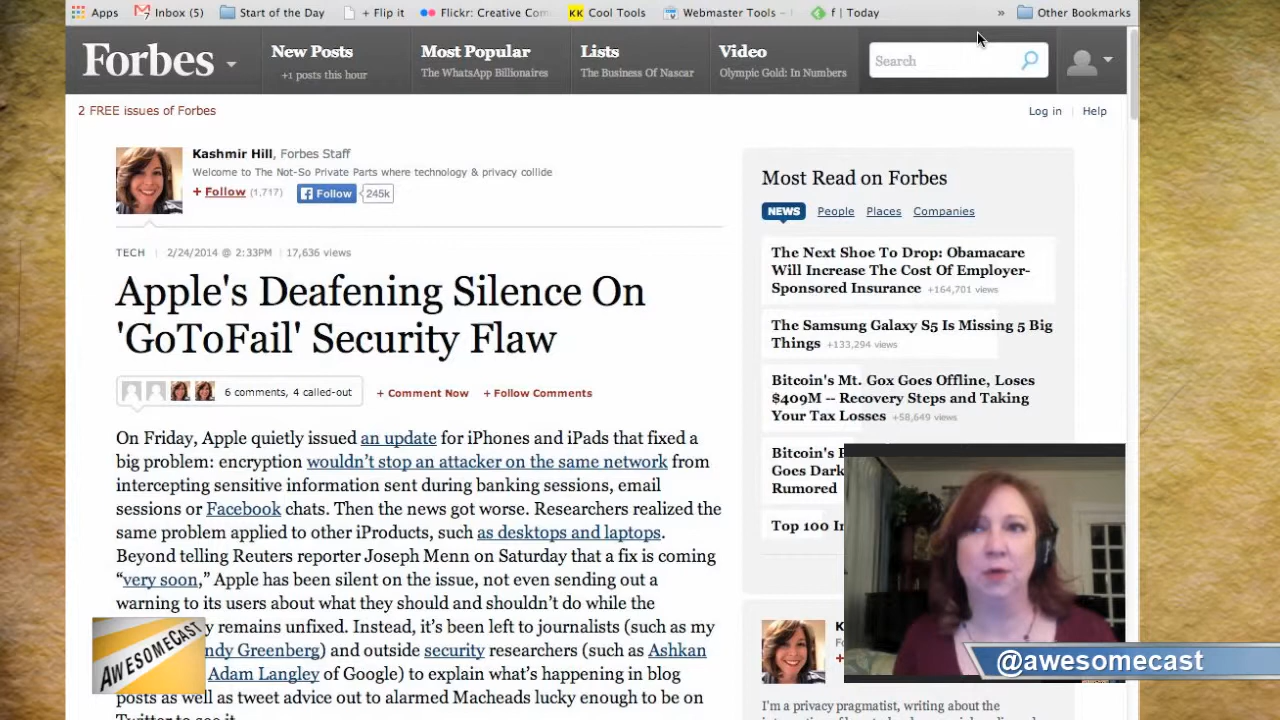 Apps
Inbox (5)
Start of the Day
+ Flip it
Flickr: Creative Com
KK Cool Tools
Webmaster Tools -
f | Today
»
Other Bookmarks
Forbes
New Posts
+1 posts this hour
Most Popular
The WhatsApp Billionaires
Lists
The Business Of Nascar
Video
Olympic Gold: In Numbers
Search
2 FREE issues of Forbes
Log in | Help
Kashmir Hill, Forbes Staff
Welcome to The Not-So Private Parts where technology & privacy collide
+ Follow (1,717)
Follow
245k
TECH | 2/24/2014 @ 2:33PM | 17,636 views
Apple's Deafening Silence On
'GoToFail' Security Flaw
6 comments, 4 called-out
+ Comment Now
+ Follow Comments
On Friday, Apple quietly issued an update for iPhones and iPads that fixed a
big problem: encryption wouldn't stop an attacker on the same network from
intercepting sensitive information sent during banking sessions, email
sessions or Facebook chats. Then the news got worse. Researchers realized the
same problem applied to other iProducts, such as desktops and laptops.
Beyond telling Reuters reporter Joseph Menn on Saturday that a fix is coming
“very soon,” Apple has been silent on the issue, not even sending out a
warning to its users about what they should and shouldn't do while the
y remains unfixed. Instead, it's been left to journalists (such as my
ndy Greenberg) and outside security researchers (such as Ashkan
Adam Langley of Google) to explain what's happening in blog
posts as well as tweet advice out to alarmed Macheads lucky enough to be on
Twitter to see it
Most Read on Forbes
NEWS
People
Places
Companies
The Next Shoe To Drop: Obamacare
Will Increase The Cost Of Employer-
Sponsored Insurance +164,701 views
The Samsung Galaxy S5 Is Missing 5 Big
Things +133,294 views
Bitcoin's Mt. Gox Goes Offline, Loses
$409M -- Recovery Steps and Taking
Your Tax Losses +58,649 views
Bitcoin's
Goes Dark
Rumored
Top 100
K
I'm a privacy pragmatist, writing about the
AWESOMECAST
@awesomecast